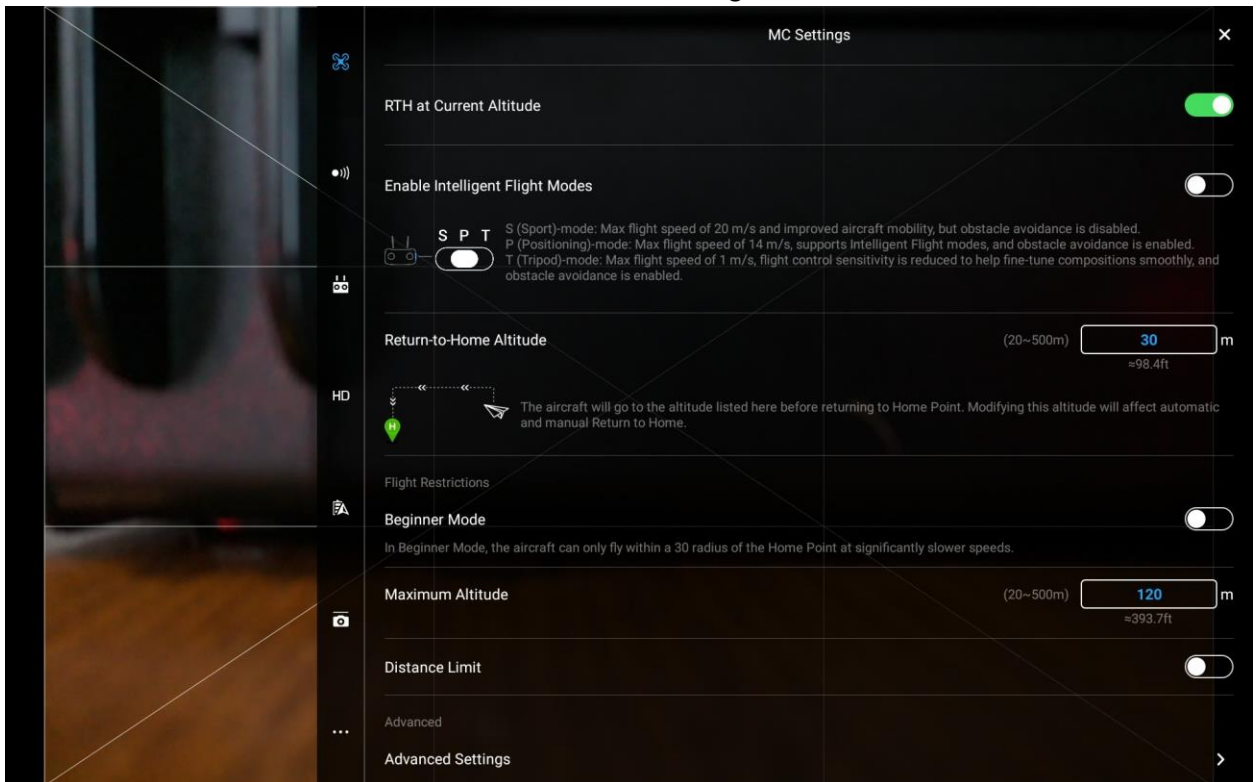 MC Settings
RTH at Current Altitude
Enable Intelligent Flight Modes
S P T
S (Sport)-mode: Max flight speed of 20 m/s and improved aircraft mobility, but obstacle avoidance is disabled.
P (Positioning)-mode: Max flight speed of 14 m/s, supports Intelligent Flight modes, and obstacle avoidance is enabled.
T (Tripod)-mode: Max flight speed of 1 m/s, flight control sensitivity is reduced to help fine-tune compositions smoothly, and
obstacle avoidance is enabled.
Return-to-Home Altitude (20~500m) 30 m
≈98.4ft
HD
H
The aircraft will go to the altitude listed here before returning to Home Point. Modifying this altitude will affect automatic
and manual Return to Home.
Flight Restrictions
Beginner Mode
In Beginner Mode, the aircraft can only fly within a 30 radius of the Home Point at significantly slower speeds.
Maximum Altitude (20~500m) 120 m
≈393.7ft
Distance Limit
Advanced
Advanced Settings